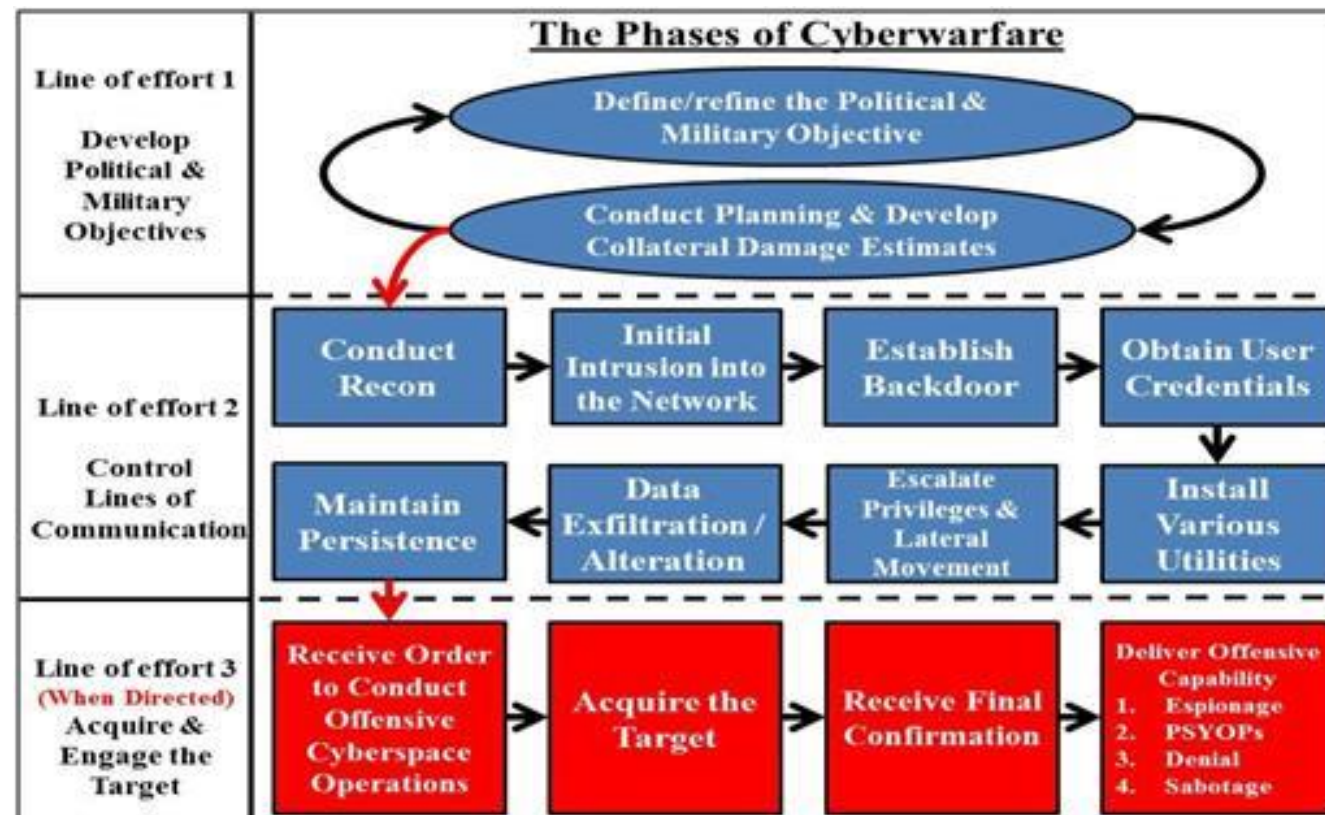 The Phases of Cyberwarfare
Line of effort 1
Develop
Political &
Military
Objectives
Define/refine the Political &
Military Objective
Conduct Planning & Develop
Collateral Damage Estimates
Line of effort 2
Control
Lines of
Communication
Conduct
Recon
Initial
Intrusion into
the Network
Establish
Backdoor
Obtain User
Credentials
Maintain
Persistence
Data
Exfiltration /
Alteration
Escalate
Privileges &
Lateral
Movement
Install
Various
Utilities
Line of effort 3
(When Directed)
Acquire &
Engage the
Target
Receive Order
to Conduct
Offensive
Cyberspace
Operations
Acquire the
Target
Receive Final
Confirmation
Deliver Offensive
Capability
1. Espionage
2. PSYOPs
3. Denial
4. Sabotage